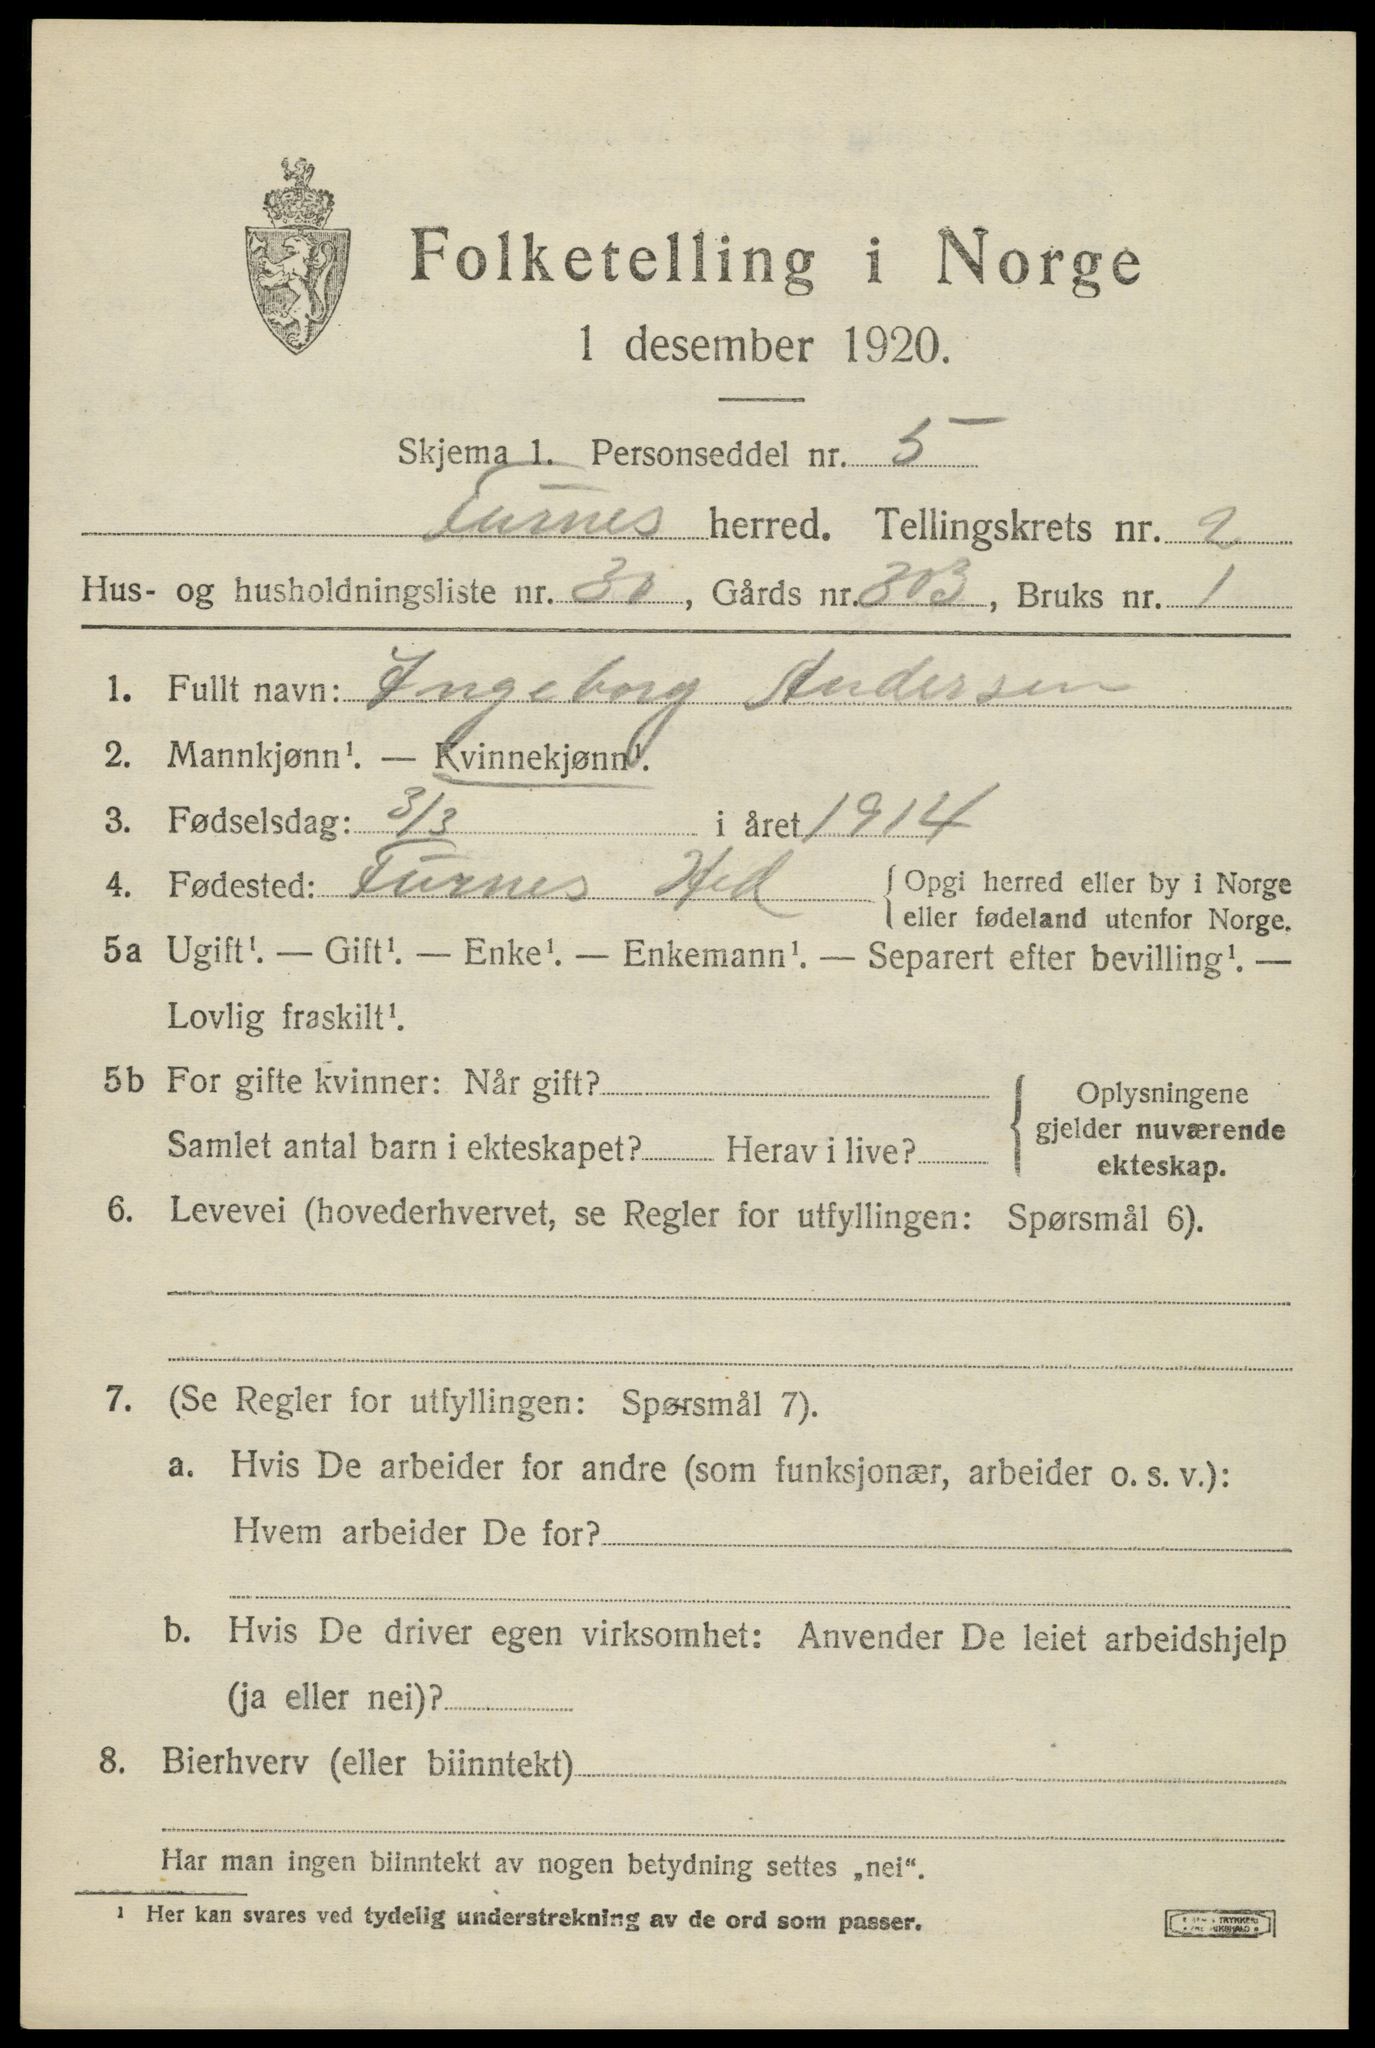 Folketelling i Norge
1 desember 1920.
Skjema 1. Personseddel nr. 5
Furnes herred. Tellingskrets nr. 2
Hus- og husholdningsliste nr. 30, Gårds nr. 303, Bruks nr. 1
1. Fullt navn: Ingeborg Andersen
2. Mannkjønn¹. — Kvinnekjønn¹.
3. Fødselsdag: 3/3 i året 1914
4. Fødested: Furnes Hed { Opgi herred eller by i Norge
eller fødeland utenfor Norge.
5a Ugift¹. — Gift¹. — Enke¹. — Enkemann¹. — Separert efter bevilling¹. —
Lovlig fraskilt¹.
5b For gifte kvinner: Når gift?
Samlet antal barn i ekteskapet? Herav i live?
{ Oplysningene
gjelder nuværende
ekteskap.
6. Levevei (hovederhvervet, se Regler for utfyllingen: Spørsmål 6).
7. (Se Regler for utfyllingen: Spørsmål 7).
a. Hvis De arbeider for andre (som funksjonær, arbeider o. s. v.):
Hvem arbeider De for?
b. Hvis De driver egen virksomhet: Anvender De leiet arbeidshjelp
(ja eller nei)?
8. Bierhverv (eller biinntekt)
Har man ingen biinntekt av nogen betydning settes „nei“.
¹ Her kan svares ved tydelig understrekning av de ord som passer.